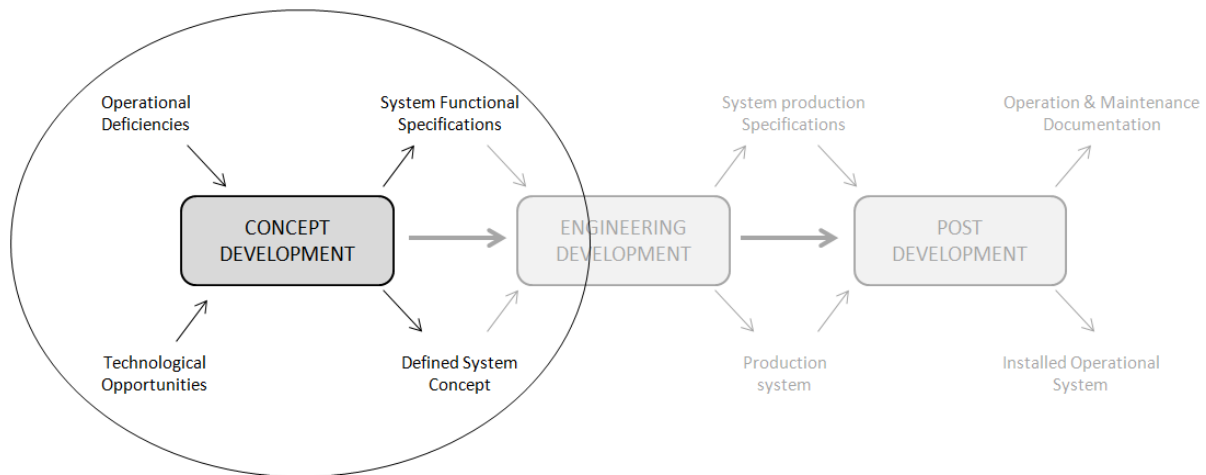 Operational
Deficiencies
System Functional
Specifications
System production
Specifications
Operation & Maintenance
Documentation
CONCEPT
DEVELOPMENT
ENGINEERING
DEVELOPMENT
POST
DEVELOPMENT
Technological
Opportunities
Defined System
Concept
Production
system
Installed Operational
System